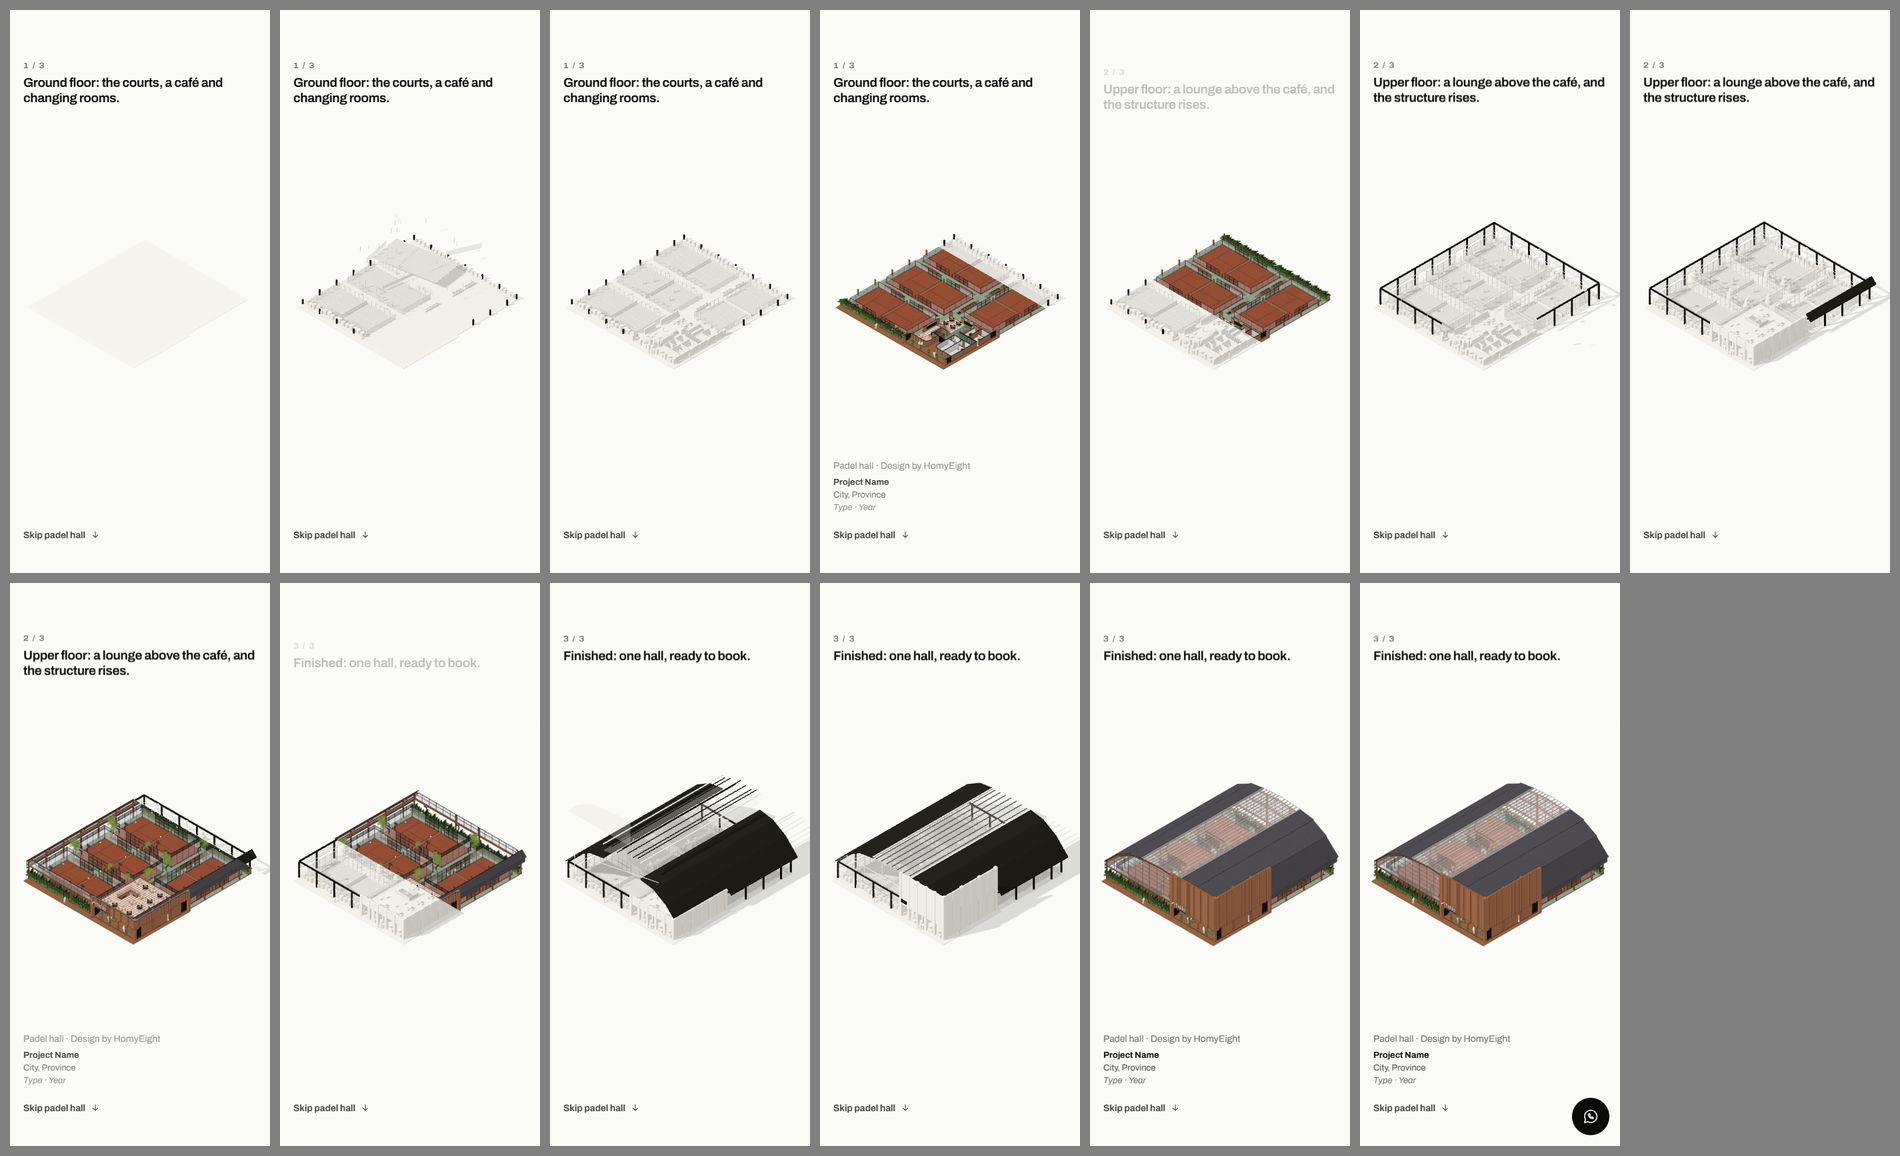 1 / 3
Ground floor: the courts, a café and
changing rooms.
Skip padel hall ↓
1 / 3
Ground floor: the courts, a café and
changing rooms.
Skip padel hall ↓
1 / 3
Ground floor: the courts, a café and
changing rooms.
Skip padel hall ↓
1 / 3
Ground floor: the courts, a café and
changing rooms.
Padel hall · Design by HomyEight
Project Name
City, Province
Type · Year
Skip padel hall ↓
2 / 3
Upper floor: a lounge above the café, and
the structure rises.
Skip padel hall ↓
2 / 3
Upper floor: a lounge above the café, and
the structure rises.
Skip padel hall ↓
2 / 3
Upper floor: a lounge above the café, and
the structure rises.
Skip padel hall ↓
2 / 3
Upper floor: a lounge above the café, and
the structure rises.
Padel hall · Design by HomyEight
Project Name
City, Province
Type · Year
Skip padel hall ↓
3 / 3
Finished: one hall, ready to book.
Skip padel hall ↓
3 / 3
Finished: one hall, ready to book.
Skip padel hall ↓
3 / 3
Finished: one hall, ready to book.
Skip padel hall ↓
3 / 3
Finished: one hall, ready to book.
Padel hall · Design by HomyEight
Project Name
City, Province
Type · Year
Skip padel hall ↓
3 / 3
Finished: one hall, ready to book.
Padel hall · Design by HomyEight
Project Name
City, Province
Type · Year
Skip padel hall ↓